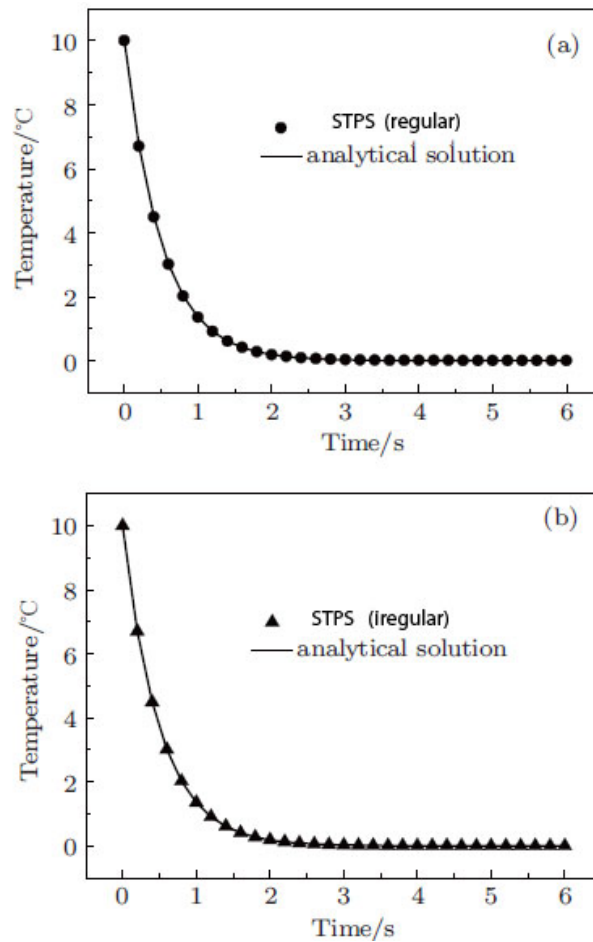 (a)
10
8
6
4
2
0
Temperature/°C
STPS (regular)
analytical solution
0 1 2 3 4 5 6
Time/s
(b)
10
8
6
4
2
0
Temperature/°C
STPS (iregular)
analytical solution
0 1 2 3 4 5 6
Time/s